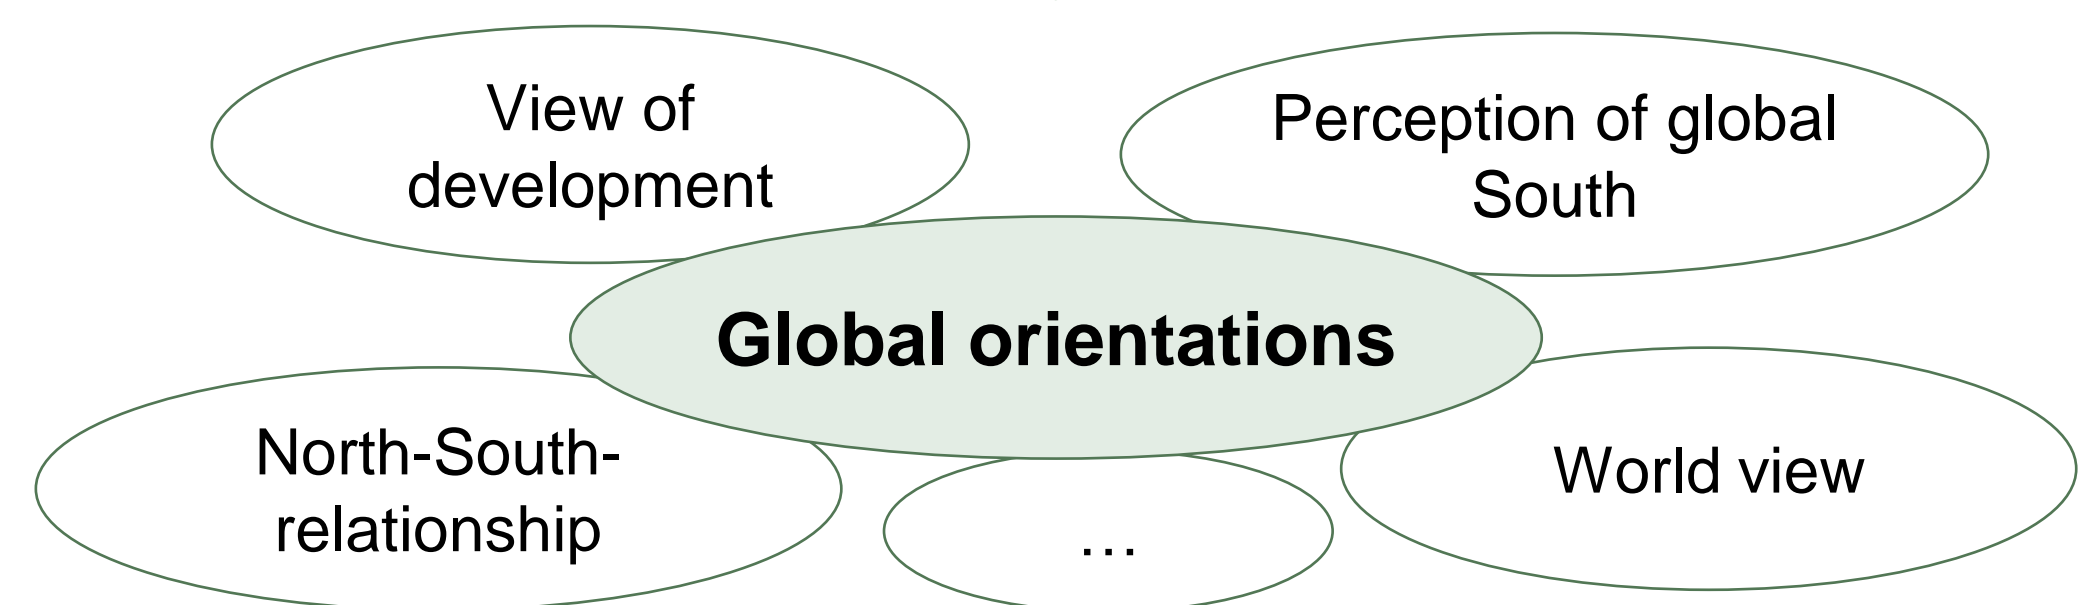 View of
development
Perception of global
South
Global orientations
North-South-
relationship
…
World view